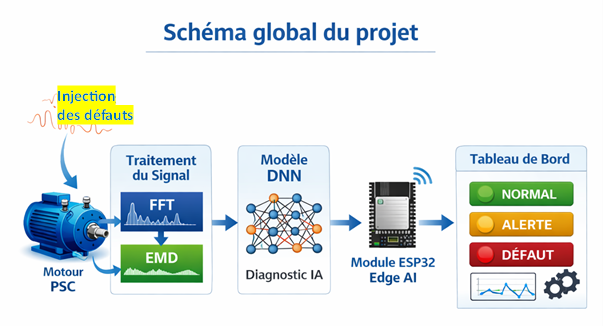 Schéma global du projet
Injection
des défauts
Traitement
du Signal
FFT
EMD
Motour
PSC
Modèle
DNN
Diagnostic IA
Module ESP32
Edge AI
Tableau de Bord
NORMAL
ALERTE
DÉFAUT